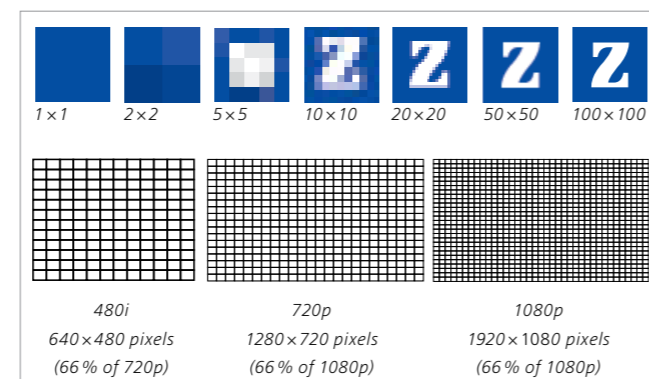 Z Z Z Z
1×1 2×2 5×5 10×10 20×20 50×50 100×100
480i 720p 1080p
640×480 pixels 1280×720 pixels 1920×1080 pixels
(66 % of 720p) (66 % of 1080p) (66 % of 1080p)